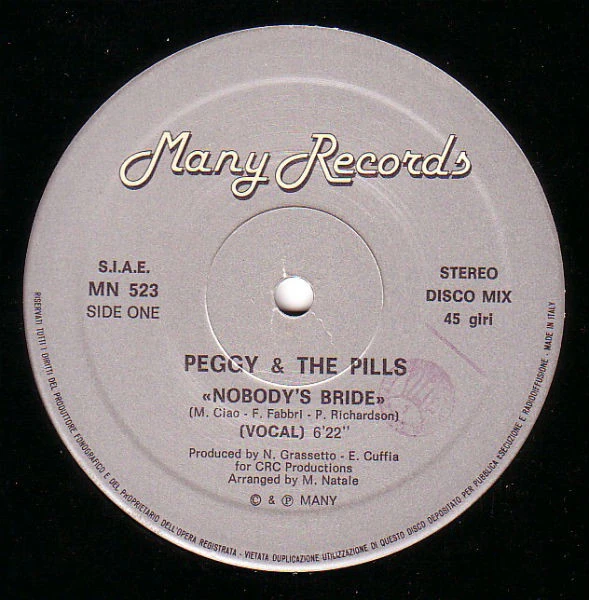 Many Records
S.I.A.E.
MN 523
SIDE ONE
STEREO
DISCO MIX
45 giri
PEGGY & THE PILLS
«NOBODY'S BRIDE»
(M. Ciao - F. Fabbri - P. Richardson)
(VOCAL) 6'22"
Produced by N. Grassetto - E. Cuffia
for CRC Productions
Arranged by M. Natale
© & ℗ MANY
RISERVATI TUTTI I DIRITTI DEL PRODUTTORE FONOGRAFICO E DEL PROPRIETARIO DELL'OPERA REGISTRATA - VIETATA DUPLICAZIONE UTILIZZAZIONE DI QUESTO DISCO DEPOSITATO PER PUBBLICA ESECUZIONE E RADIODIFFUSIONE - MADE IN ITALY